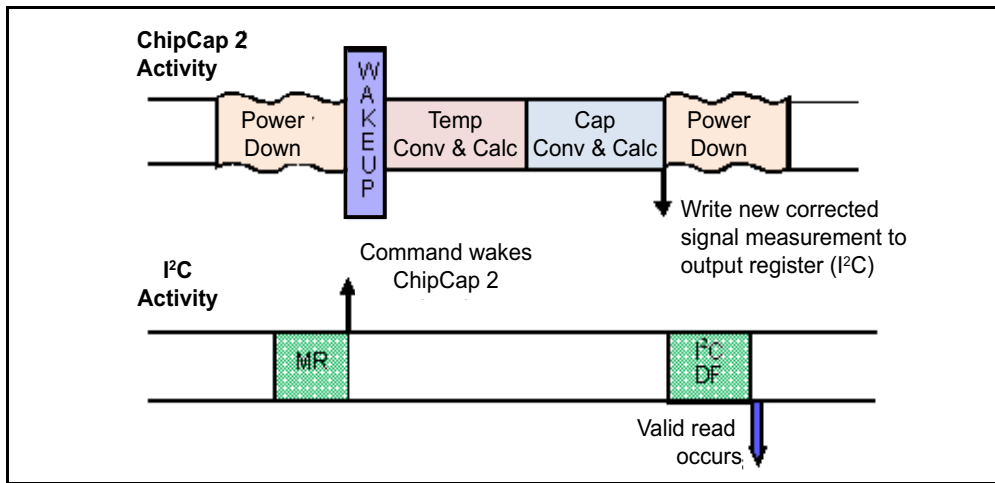 ChipCap 2
Activity
Power
Down
WAKEUP
Temp
Conv & Calc
Cap
Conv & Calc
Power
Down
Write new corrected
signal measurement to
output register (I²C)
Command wakes
ChipCap 2
I²C
Activity
MR
I²C
DF
Valid read
occurs